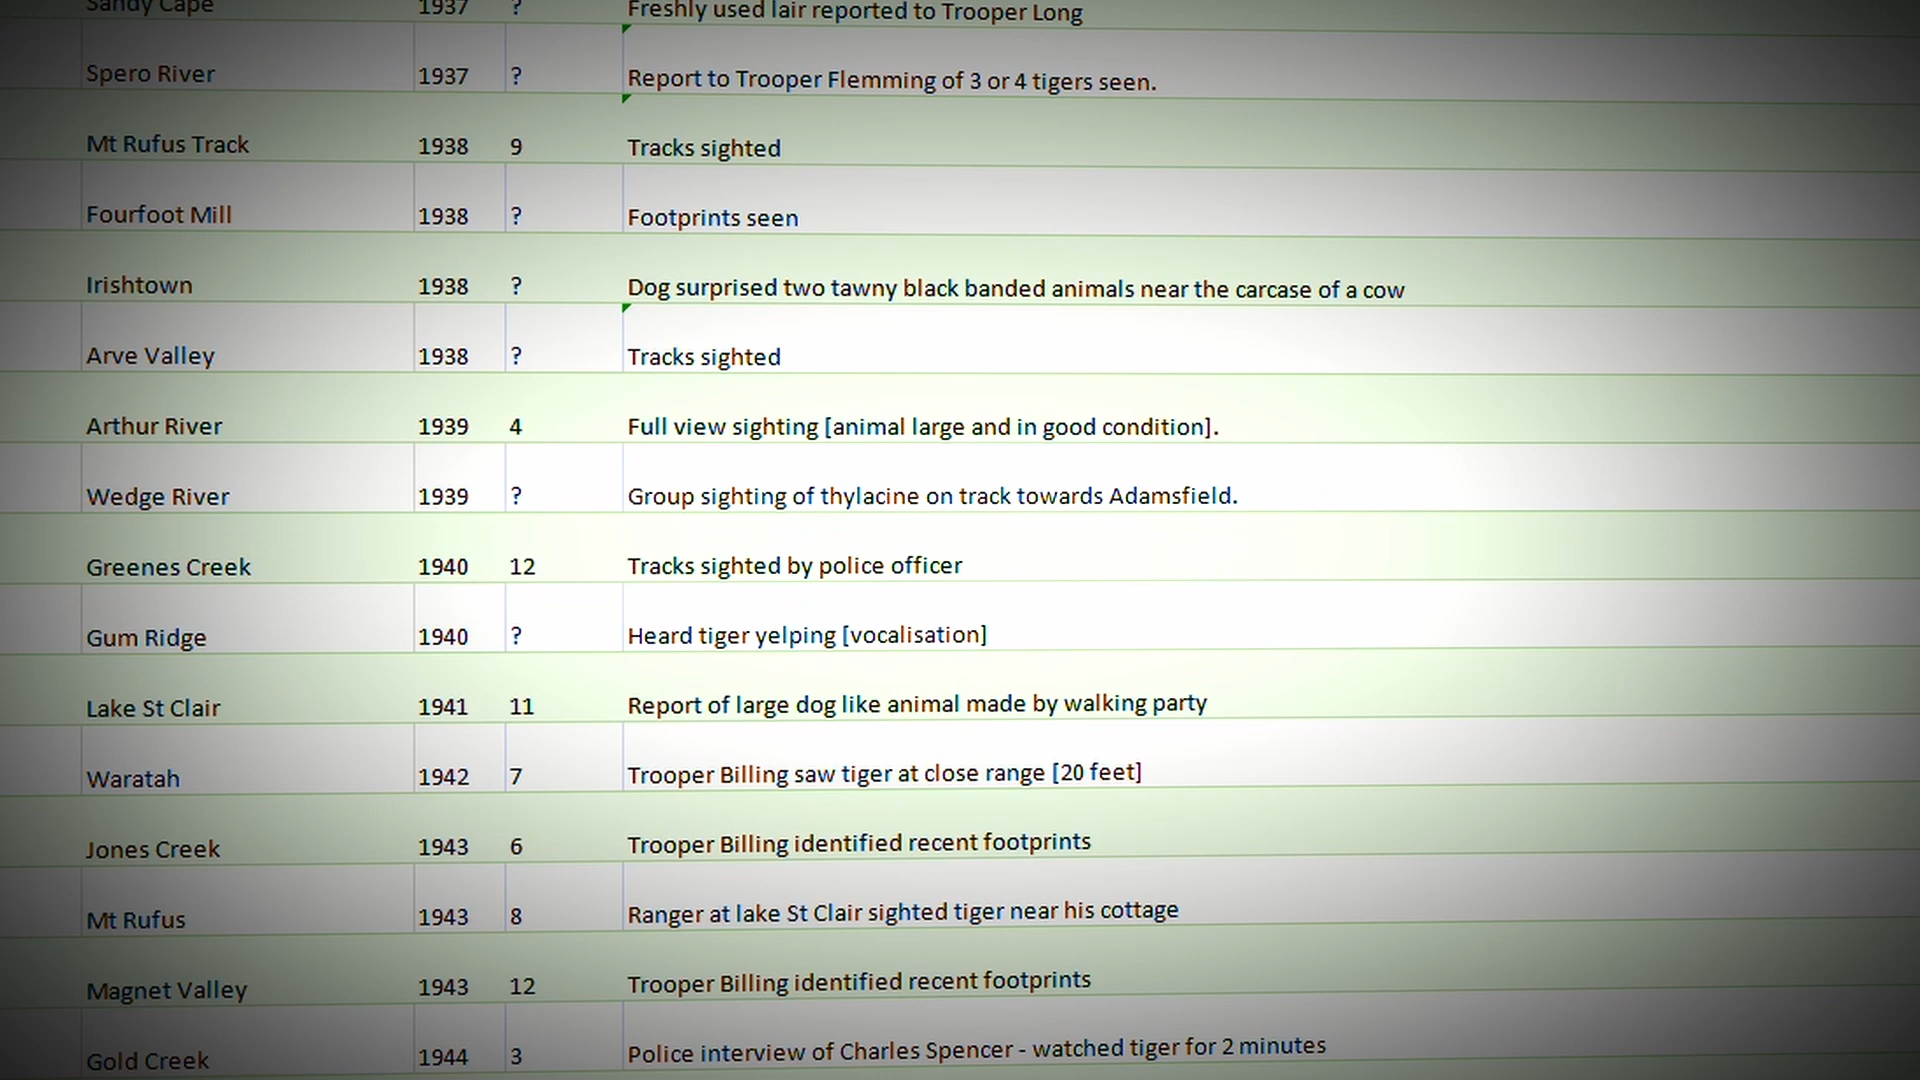 Sandy Cape 1937 ? Freshly used lair reported to Trooper Long
Spero River 1937 ? Report to Trooper Flemming of 3 or 4 tigers seen.
Mt Rufus Track 1938 9 Tracks sighted
Fourfoot Mill 1938 ? Footprints seen
Irishtown 1938 ? Dog surprised two tawny black banded animals near the carcase of a cow
Arve Valley 1938 ? Tracks sighted
Arthur River 1939 4 Full view sighting [animal large and in good condition].
Wedge River 1939 ? Group sighting of thylacine on track towards Adamsfield.
Greenes Creek 1940 12 Tracks sighted by police officer
Gum Ridge 1940 ? Heard tiger yelping [vocalisation]
Lake St Clair 1941 11 Report of large dog like animal made by walking party
Waratah 1942 7 Trooper Billing saw tiger at close range [20 feet]
Jones Creek 1943 6 Trooper Billing identified recent footprints
Mt Rufus 1943 8 Ranger at lake St Clair sighted tiger near his cottage
Magnet Valley 1943 12 Trooper Billing identified recent footprints
Gold Creek 1944 3 Police interview of Charles Spencer - watched tiger for 2 minutes